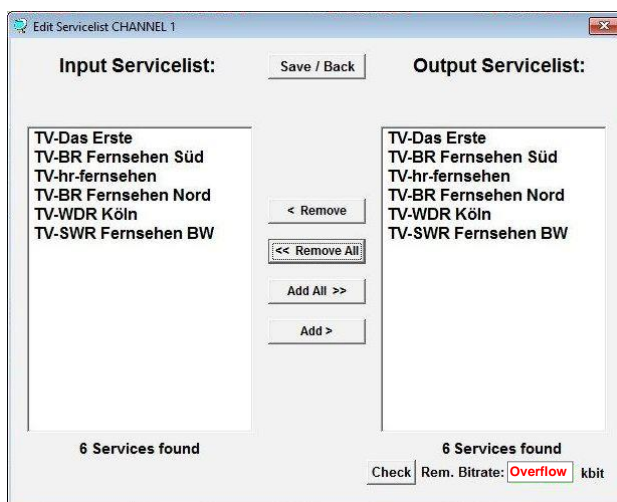 Edit Servicelist CHANNEL 1
Input Servicelist:
Save / Back
Output Servicelist:
TV-Das Erste
TV-BR Fernsehen Süd
TV-hr-fernsehen
TV-BR Fernsehen Nord
TV-WDR Köln
TV-SWR Fernsehen BW
< Remove
<< Remove All
Add All >>
Add >
TV-Das Erste
TV-BR Fernsehen Süd
TV-hr-fernsehen
TV-BR Fernsehen Nord
TV-WDR Köln
TV-SWR Fernsehen BW
6 Services found
6 Services found
Check Rem. Bitrate: Overflow kbit